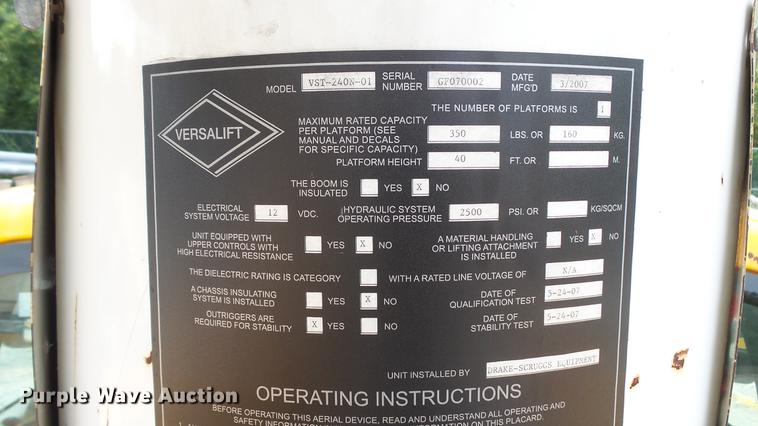 MODEL VST-240N-01 SERIAL NUMBER GF070002 DATE MFG'D 3/2007
VERSALIFT
THE NUMBER OF PLATFORMS IS 1
MAXIMUM RATED CAPACITY
PER PLATFORM (SEE 350 LBS. OR 160 KG.
MANUAL AND DECALS
FOR SPECIFIC CAPACITY)
PLATFORM HEIGHT 40 FT. OR M.
THE BOOM IS
INSULATED YES X NO
ELECTRICAL
SYSTEM VOLTAGE 12 VDC.
HYDRAULIC SYSTEM
OPERATING PRESSURE 2500 PSI. OR KG/SQCM
UNIT EQUIPPED WITH
UPPER CONTROLS WITH YES X NO
HIGH ELECTRICAL RESISTANCE
A MATERIAL HANDLING
OR LIFTING ATTACHMENT YES X NO
IS INSTALLED
THE DIELECTRIC RATING IS CATEGORY WITH A RATED LINE VOLTAGE OF N/A
A CHASSIS INSULATING
SYSTEM IS INSTALLED YES X NO
DATE OF
QUALIFICATION TEST 5-24-07
OUTRIGGERS ARE
REQUIRED FOR STABILITY X YES NO
DATE OF
STABILITY TEST 5-24-07
UNIT INSTALLED BY DRAKE-SCRUGGS EQUIPMENT
OPERATING INSTRUCTIONS
BEFORE OPERATING THIS AERIAL DEVICE, READ AND UNDERSTAND ALL OPERATING AND
SAFETY INFORMATION INFORMATION ON THIS PLACARD.
Purple Wave Auction